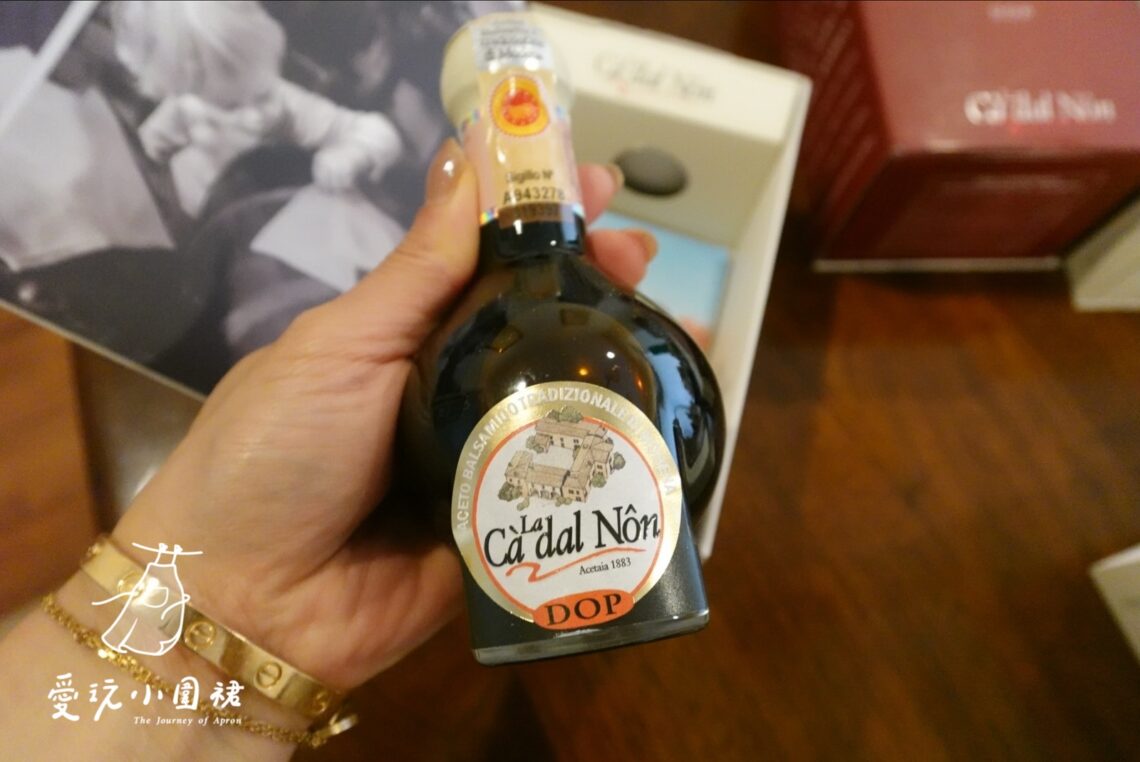 Cà dal Nôn
Cà dal Nôn
Sigillo N°
A943278
ACETO BALSAMICO TRADIZIONALE DI MODENA
La
Cà dal Nôn
Acetaia 1883
DOP
愛玩小圍裙
The Journey of Apron